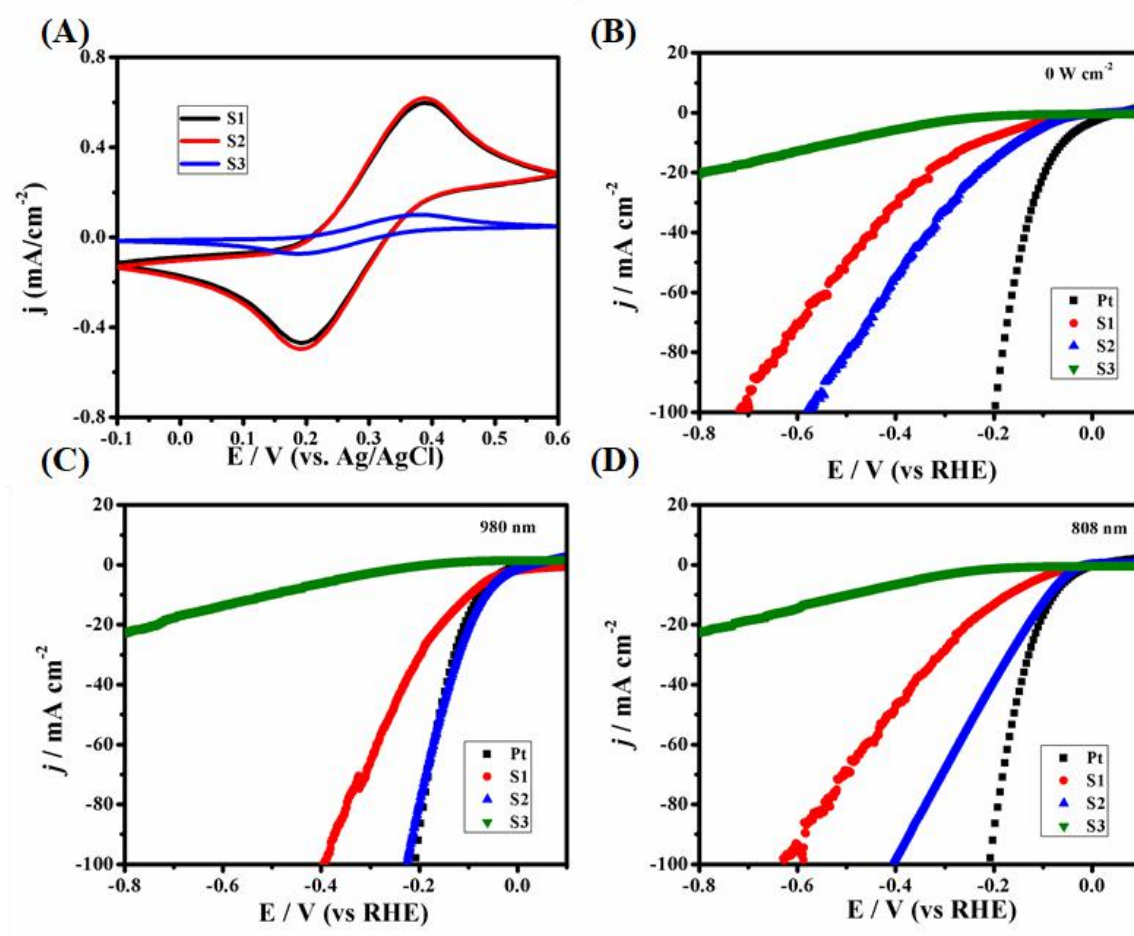 (A)
0.8
0.4
0.0
-0.4
-0.8
j (mA/cm⁻²)
S1
S2
S3
-0.1 0.0 0.1 0.2 0.3 0.4 0.5 0.6
E / V (vs. Ag/AgCl)
(B)
20
0
-20
-40
-60
-80
-100
j / mA cm⁻²
0 W cm⁻²
Pt
S1
S2
S3
-0.8 -0.6 -0.4 -0.2 0.0
E / V (vs RHE)
(C)
20
0
-20
-40
-60
-80
-100
j / mA cm⁻²
980 nm
Pt
S1
S2
S3
-0.8 -0.6 -0.4 -0.2 0.0
E / V (vs RHE)
(D)
20
0
-20
-40
-60
-80
-100
j / mA cm⁻²
808 nm
Pt
S1
S2
S3
-0.8 -0.6 -0.4 -0.2 0.0
E / V (vs RHE)